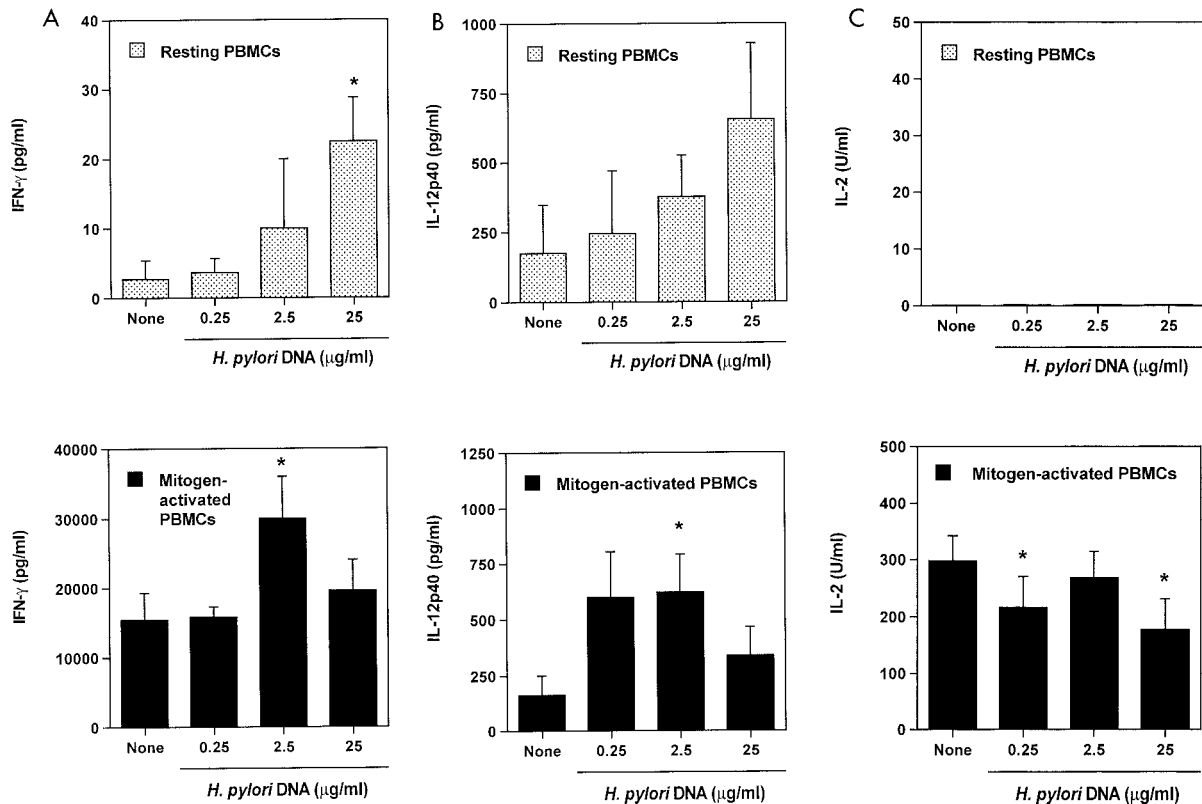 A
IFN-γ (pg/ml)
40
30
20
10
0
Resting PBMCs
*
None
0.25
2.5
25
H. pylori DNA (µg/ml)
B
IL-12p40 (pg/ml)
1000
750
500
250
0
Resting PBMCs
None
0.25
2.5
25
H. pylori DNA (µg/ml)
C
IL-2 (U/ml)
50
40
30
20
10
0
Resting PBMCs
None
0.25
2.5
25
H. pylori DNA (µg/ml)
IFN-γ (pg/ml)
40000
30000
20000
10000
0
Mitogen-
activated
PBMCs
*
None
0.25
2.5
25
H. pylori DNA (µg/ml)
IL-12p40 (pg/ml)
1250
1000
750
500
250
0
Mitogen-activated PBMCs
*
None
0.25
2.5
25
H. pylori DNA (µg/ml)
IL-2 (U/ml)
500
400
300
200
100
0
Mitogen-activated PBMCs
*
*
None
0.25
2.5
25
H. pylori DNA (µg/ml)